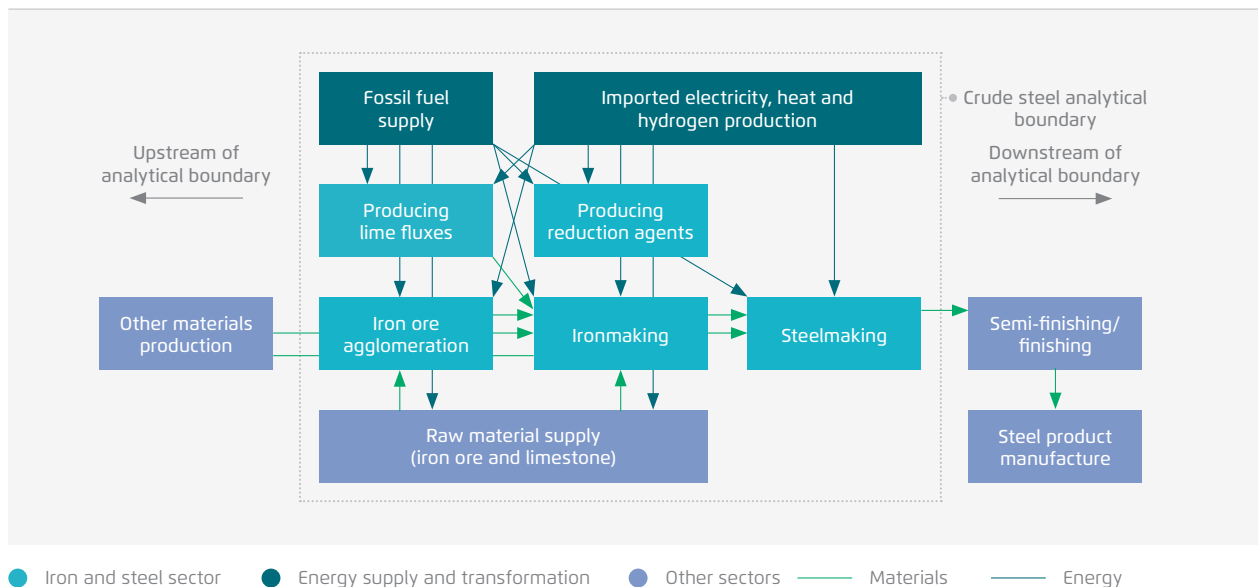 Fossil fuel
supply
Imported electricity, heat and
hydrogen production
Crude steel analytical
boundary
Upstream of
analytical boundary
Downstream of
analytical boundary
Producing
lime fluxes
Producing
reduction agents
Other materials
production
Iron ore
agglomeration
Ironmaking
Steelmaking
Semi-finishing/
finishing
Raw material supply
(iron ore and limestone)
Steel product
manufacture
Iron and steel sector
Energy supply and transformation
Other sectors
Materials
Energy